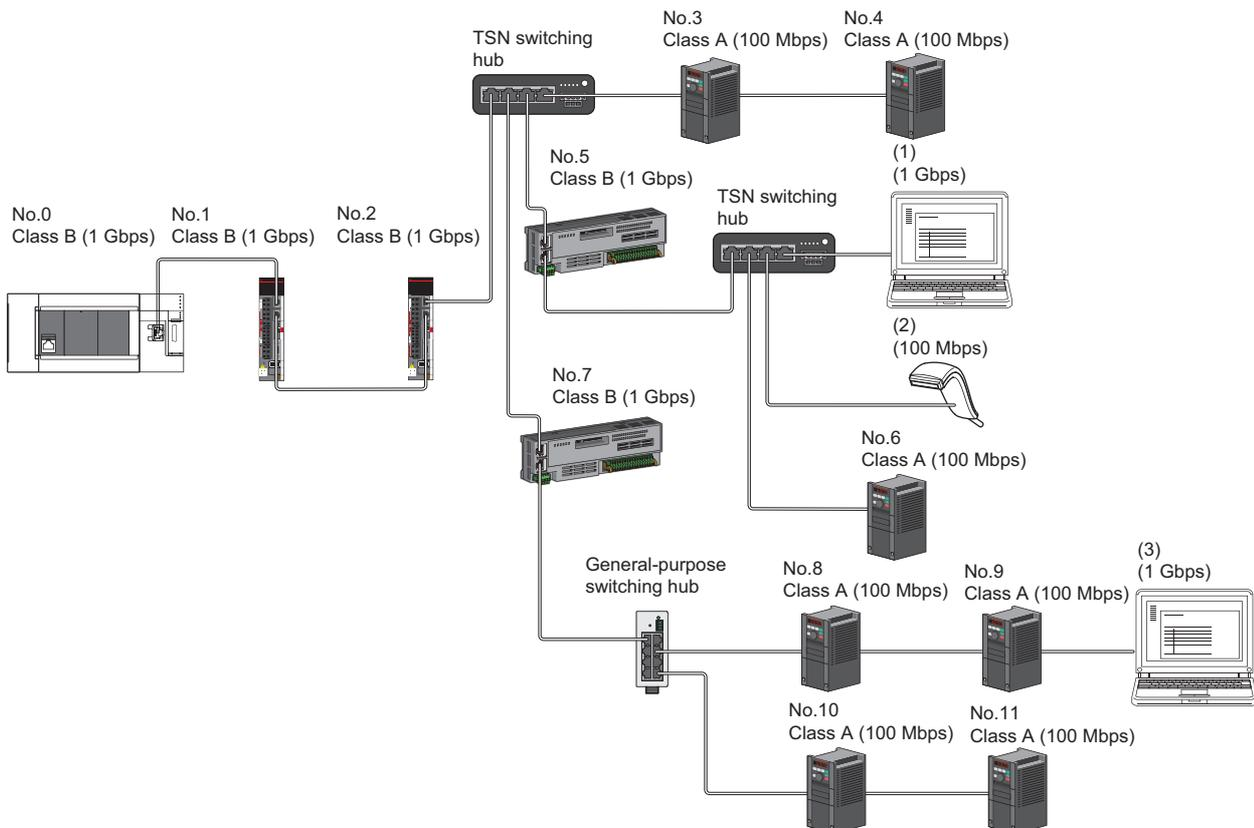 No.3
Class A (100 Mbps)
No.4
Class A (100 Mbps)
TSN switching
hub
No.5
Class B (1 Gbps)
(1)
(1 Gbps)
TSN switching
hub
No.0
Class B (1 Gbps)
No.1
Class B (1 Gbps)
No.2
Class B (1 Gbps)
(2)
(100 Mbps)
No.7
Class B (1 Gbps)
No.6
Class A (100 Mbps)
General-purpose
switching hub
No.8
Class A (100 Mbps)
No.9
Class A (100 Mbps)
(3)
(1 Gbps)
No.10
Class A (100 Mbps)
No.11
Class A (100 Mbps)